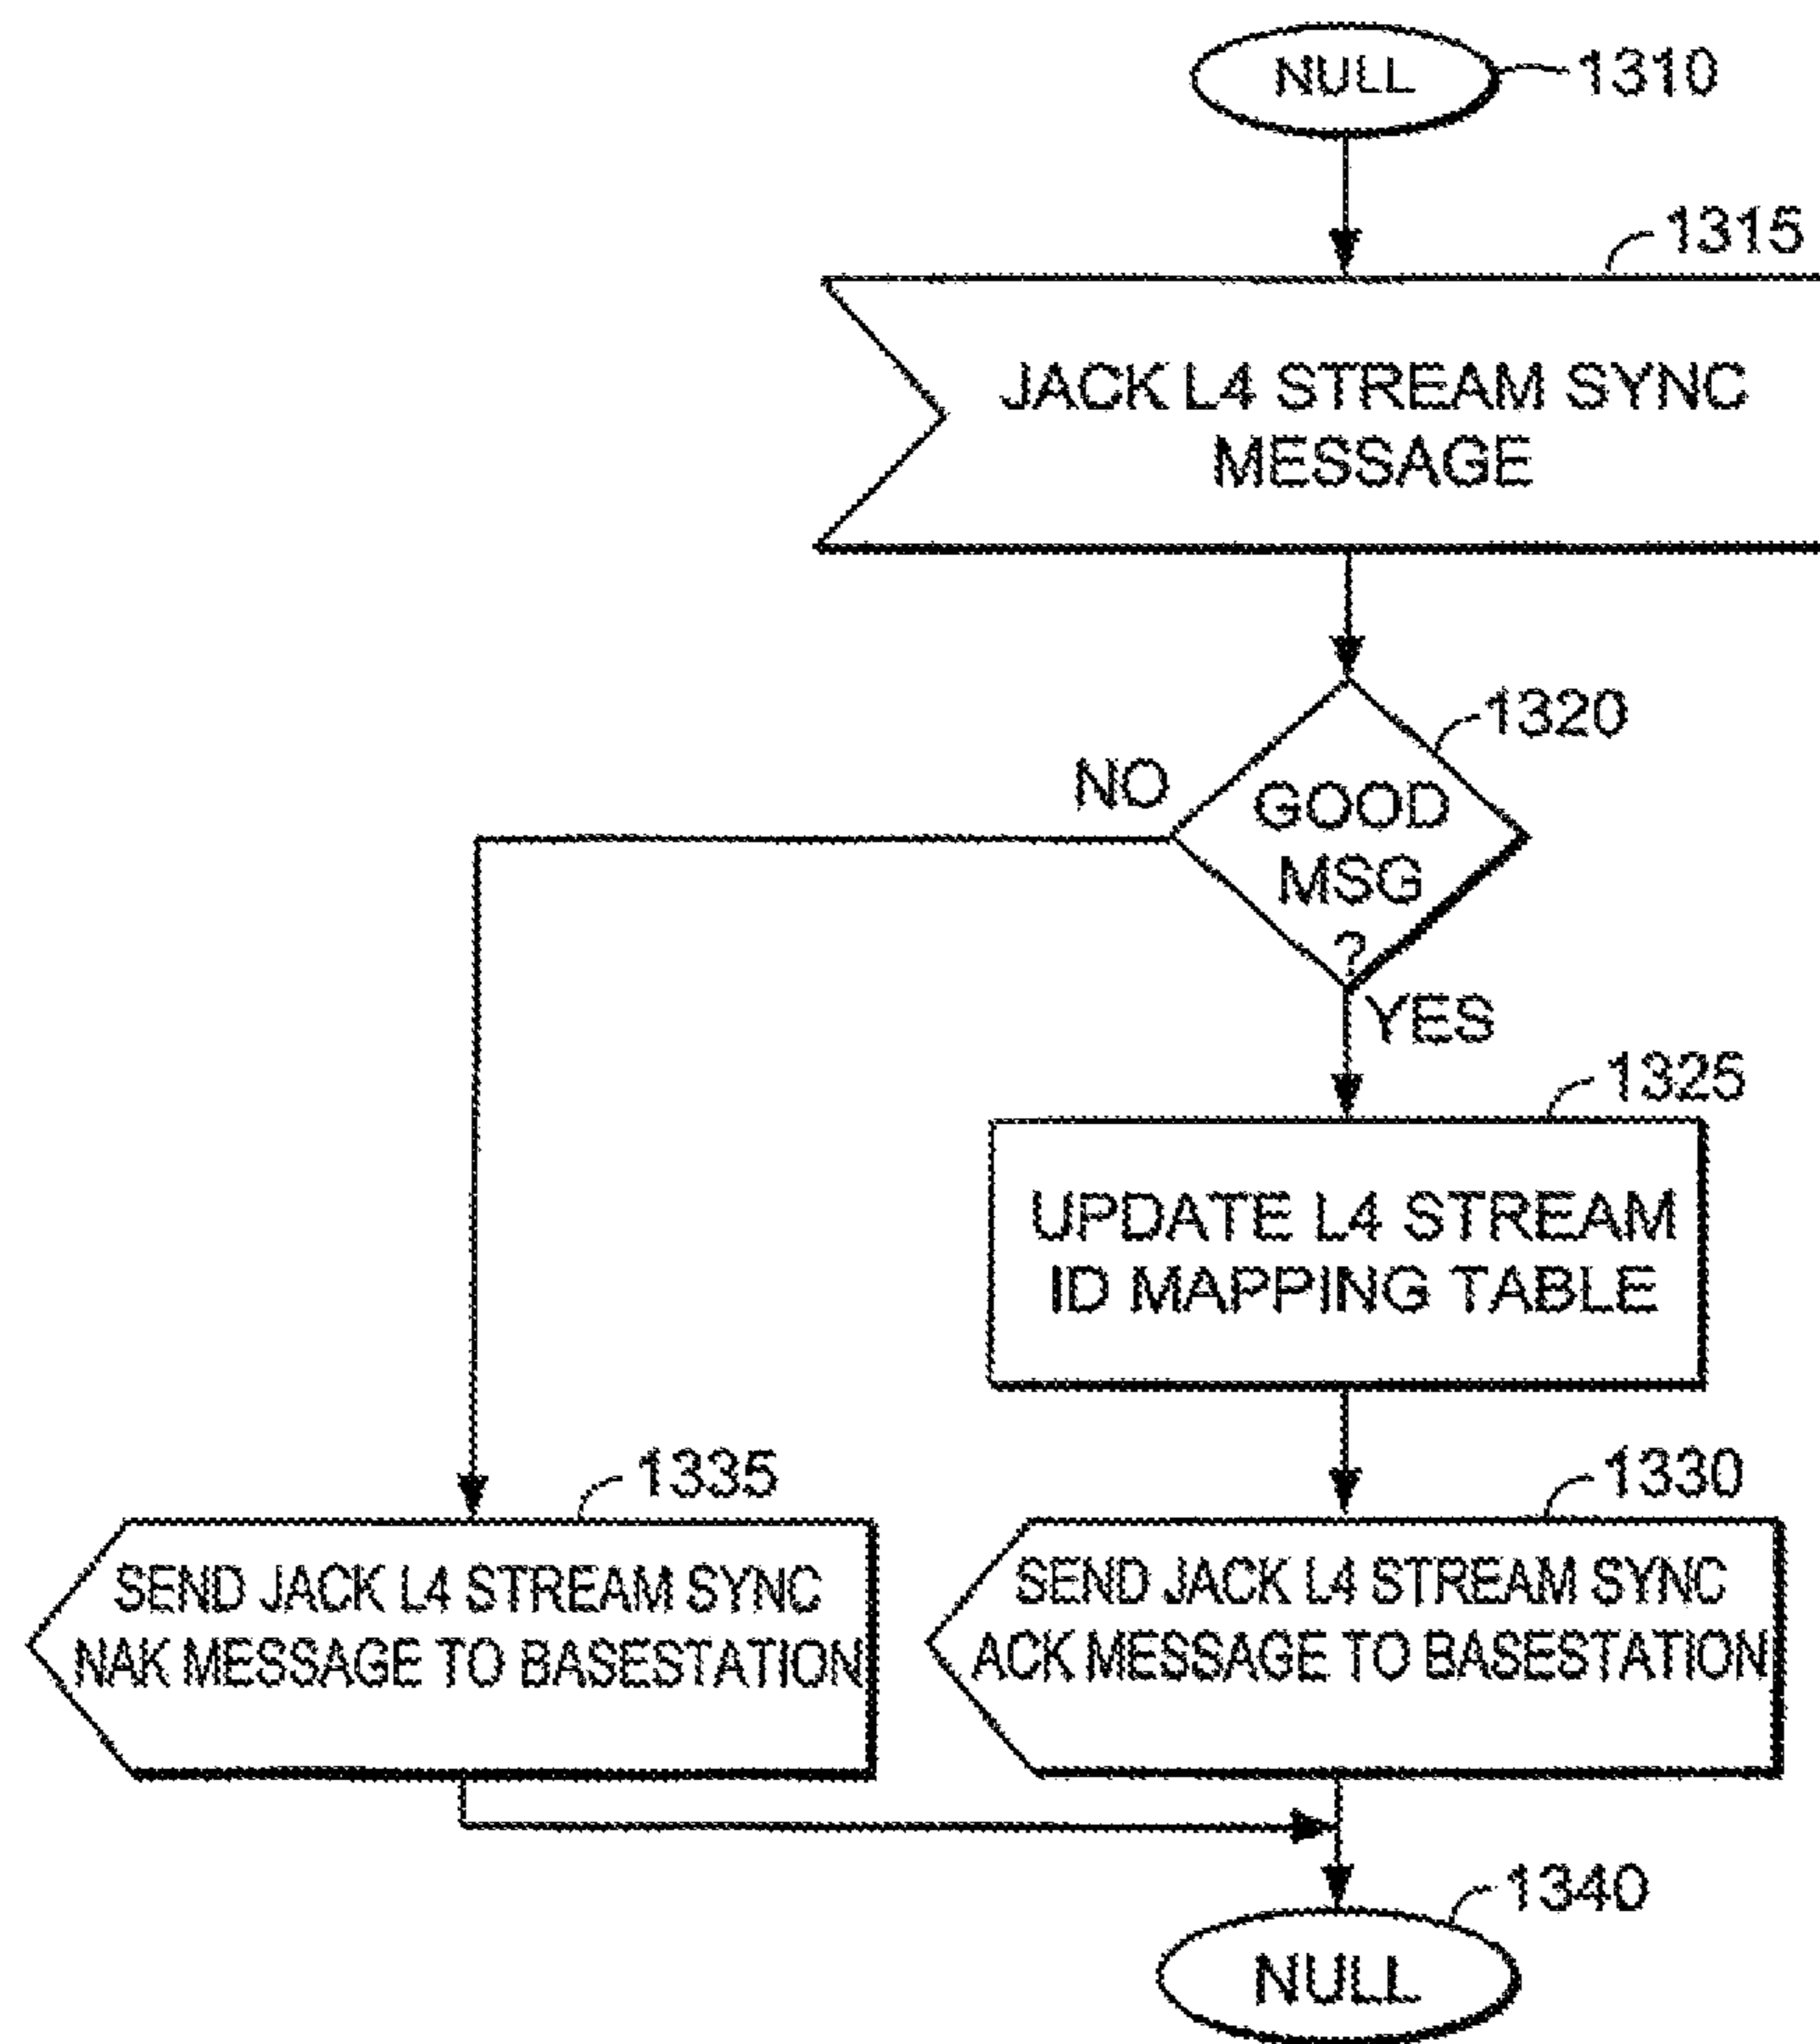 NULL
1310
1315
JACK L4 STREAM SYNC
MESSAGE
1320
NO
GOOD
MSG
?
YES
1325
UPDATE L4 STREAM
ID MAPPING TABLE
1335
1330
SEND JACK L4 STREAM SYNC
NAK MESSAGE TO BASESTATION
SEND JACK L4 STREAM SYNC
ACK MESSAGE TO BASESTATION
1340
NULL